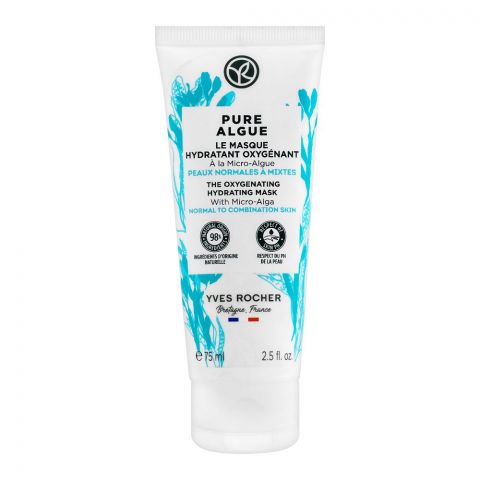 PURE
ALGUE
LE MASQUE
HYDRATANT OXYGÉNANT
À la Micro-Algue
PEAUX NORMALES À MIXTES
THE OXYGENATING
HYDRATING MASK
With Micro-Alga
NORMAL TO COMBINATION SKIN
98%
INGRÉDIENTS D'ORIGINE
NATURELLE
RESPECT DU PH
DE LA PEAU
YVES ROCHER
Bretagne, France
e 75 ml 2.5 fl. oz.